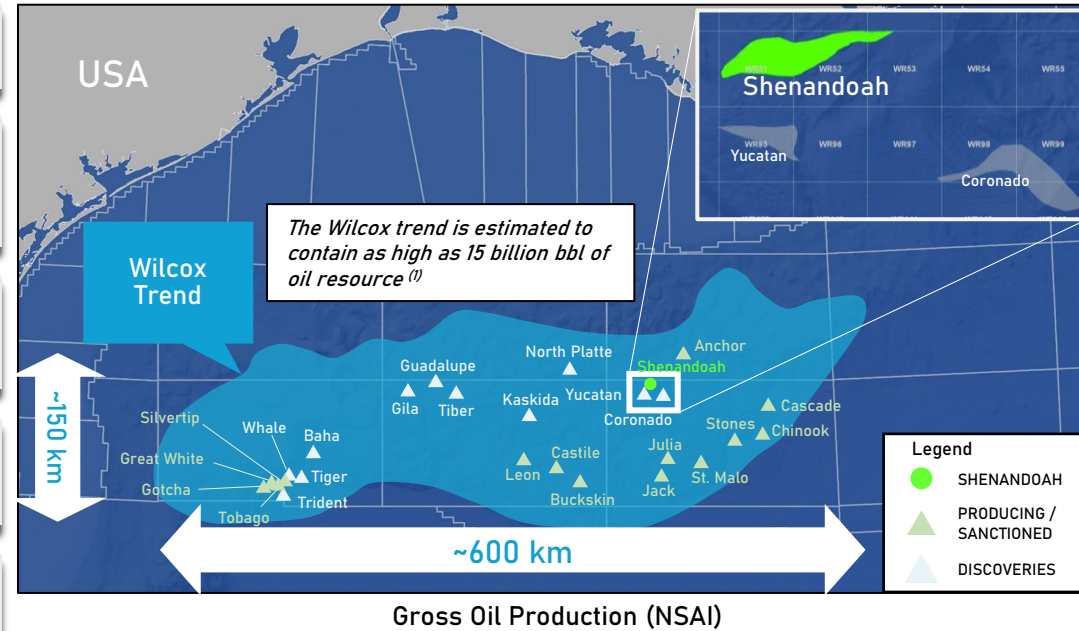 USA
WR51
WR52
WR53
WR54
WR55
Shenandoah
WR95
WR96
WR97
WR98
WR99
Yucatan
Coronado
The Wilcox trend is estimated to
contain as high as 15 billion bbl of
oil resource (1)
Wilcox
Trend
Anchor
North Platte
Shenandoah
Guadalupe
Gila
Tiber
Kaskida
Yucatan
Coronado
Cascade
Stones
Chinook
Silvertip
Whale
Baha
Great White
Tiger
Gotcha
Trident
Tobago
Leon
Castile
Buckskin
Julia
Jack
St. Malo
~150 km
~600 km
Legend
SHENANDOAH
PRODUCING /
SANCTIONED
DISCOVERIES
Gross Oil Production (NSAI)